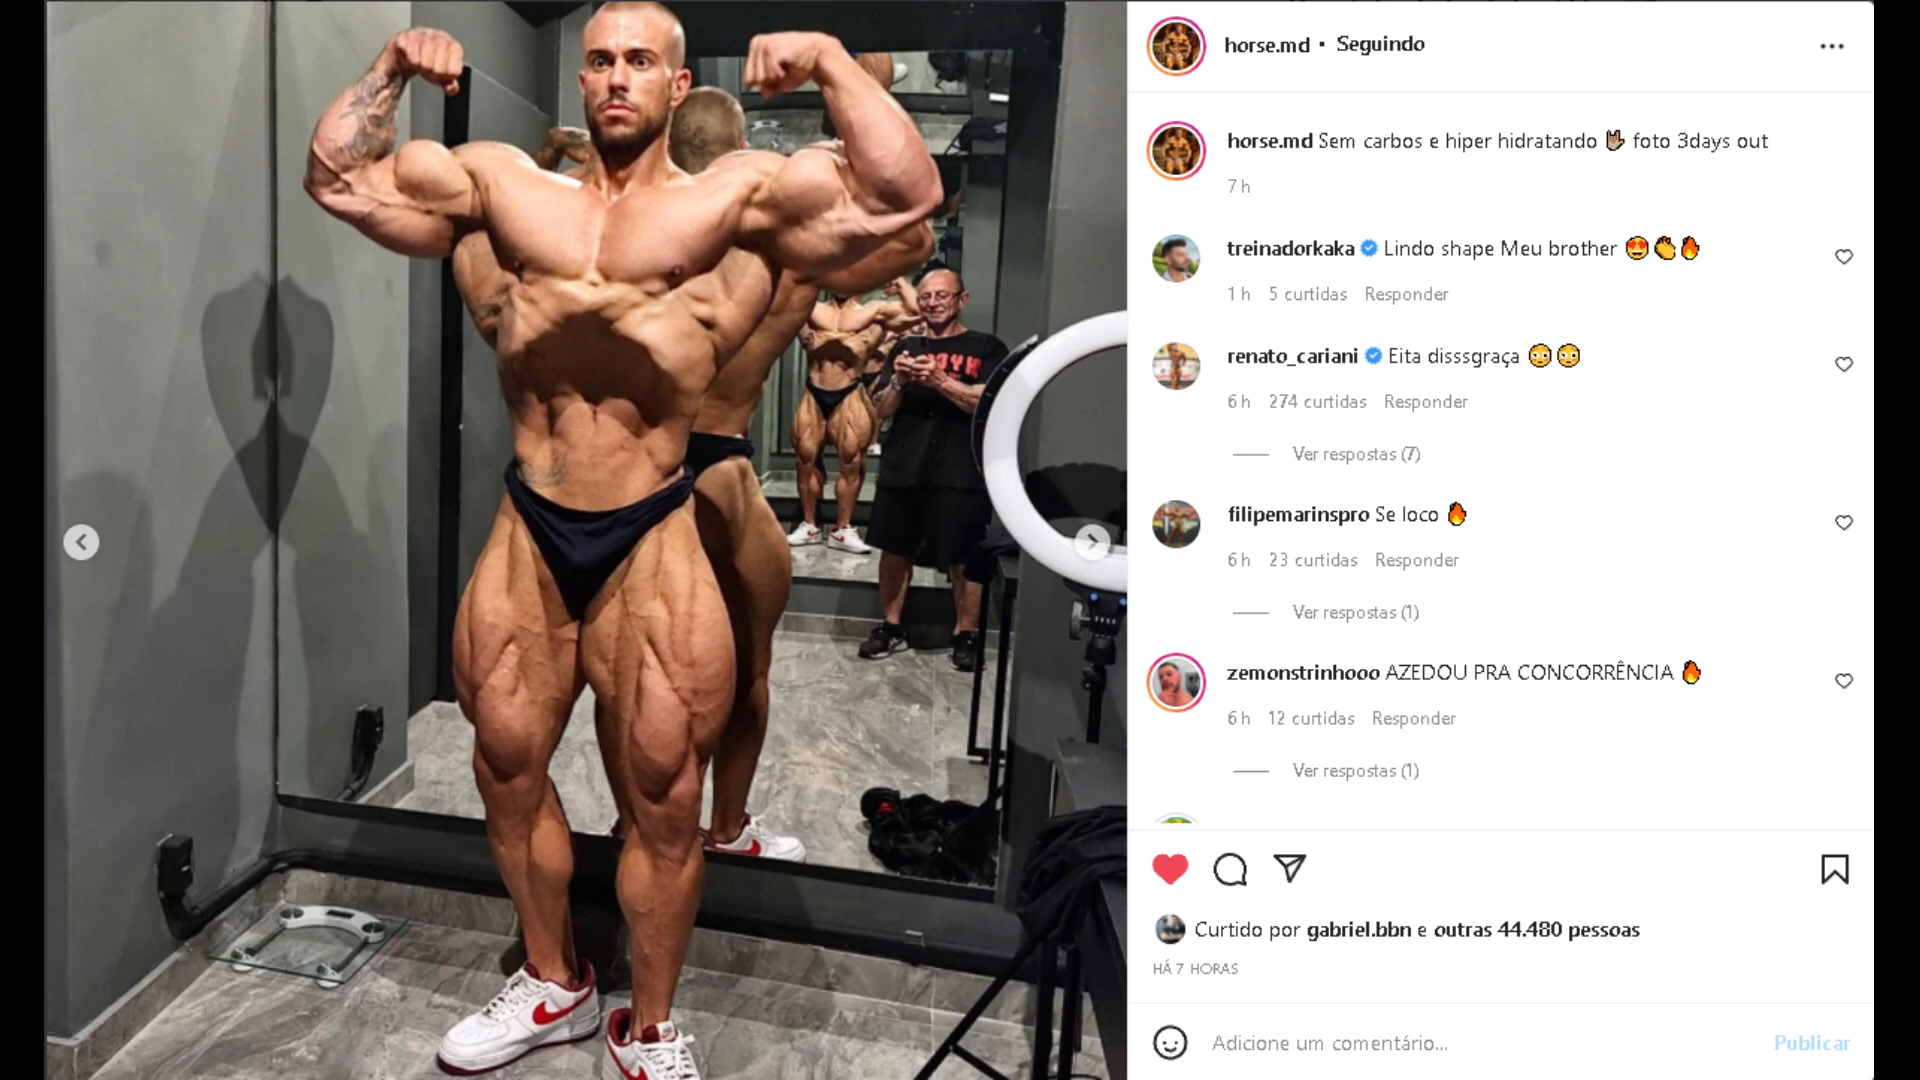 horse.md • Seguindo
horse.md Sem carbos e hiper hidratando 🤘🏽 foto 3days out
7 h
treinadorkaka Lindo shape Meu brother 😍👏🔥
1 h 5 curtidas Responder
renato_cariani Eita disssgraça 😳😳
6 h 274 curtidas Responder
Ver respostas (7)
filipemarinspro Se loco 🔥
6 h 23 curtidas Responder
Ver respostas (1)
zemonstrinhooo AZEDOU PRA CONCORRÊNCIA 🔥
6 h 12 curtidas Responder
Ver respostas (1)
Curtido por gabriel.bbn e outras 44.480 pessoas
HÁ 7 HORAS
Adicione um comentário...
Publicar